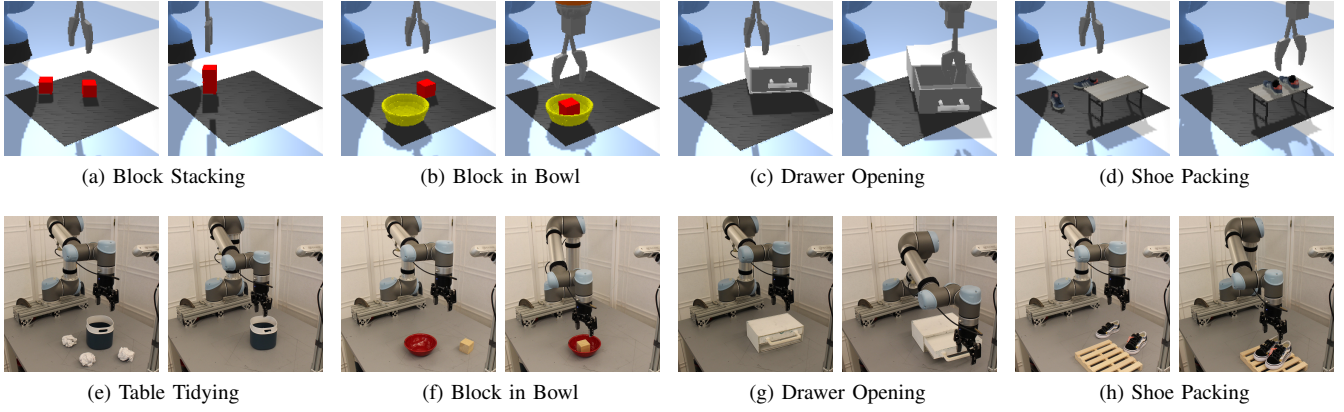 (a) Block Stacking
(b) Block in Bowl
(c) Drawer Opening
(d) Shoe Packing
(e) Table Tidying
(f) Block in Bowl
(g) Drawer Opening
(h) Shoe Packing